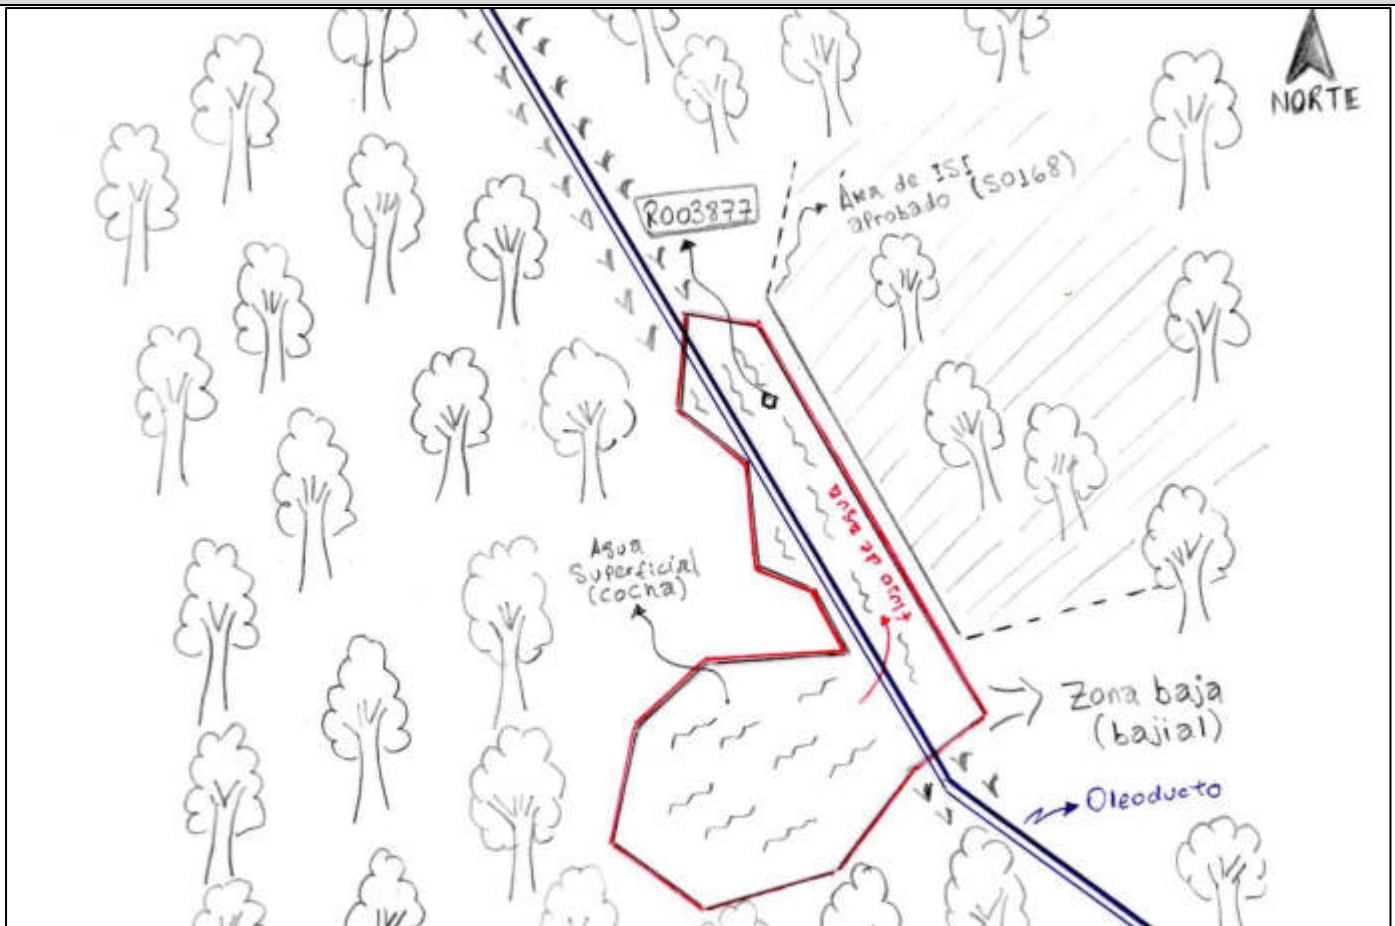 NORTE
Área de ISI
aprobado (S0168)
R003877
flujo de agua
Agua
Superficial
(cocha)
Zona baja
(bajial)
Oleoducto